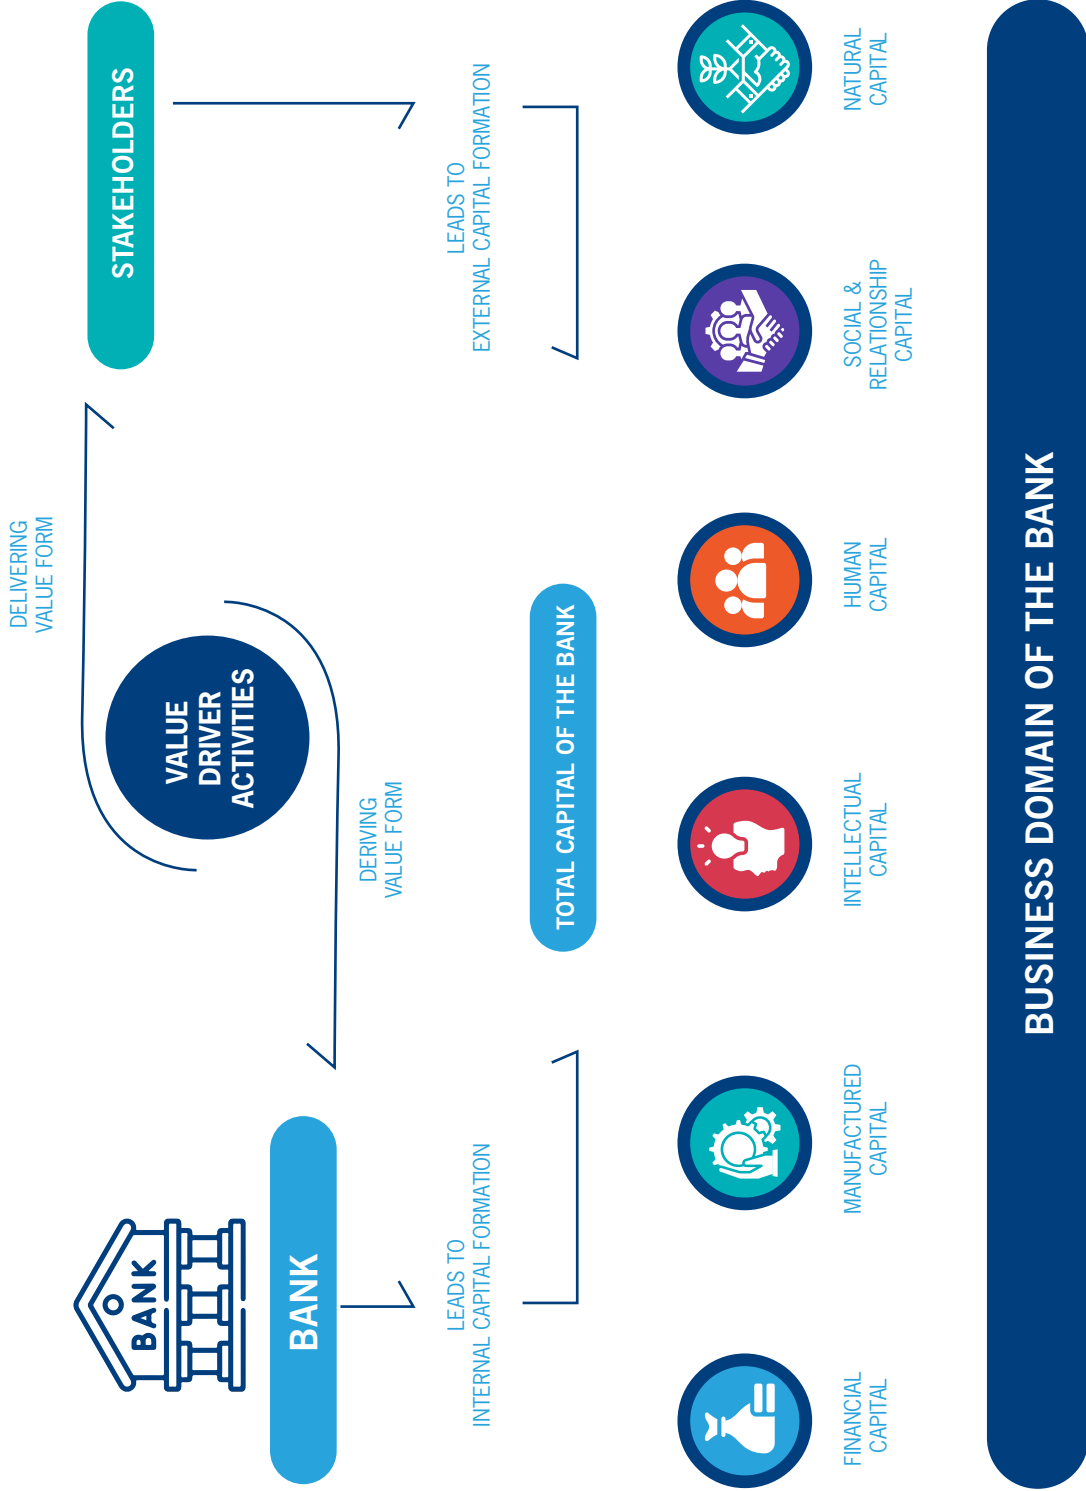 DELIVERING
VALUE FORM
BANK
BANK
VALUE
DRIVER
ACTIVITIES
STAKEHOLDERS
DERIVING
VALUE FORM
LEADS TO
INTERNAL CAPITAL FORMATION
LEADS TO
EXTERNAL CAPITAL FORMATION
TOTAL CAPITAL OF THE BANK
FINANCIAL
CAPITAL
MANUFACTURED
CAPITAL
INTELLECTUAL
CAPITAL
HUMAN
CAPITAL
SOCIAL &
RELATIONSHIP
CAPITAL
NATURAL
CAPITAL
BUSINESS DOMAIN OF THE BANK